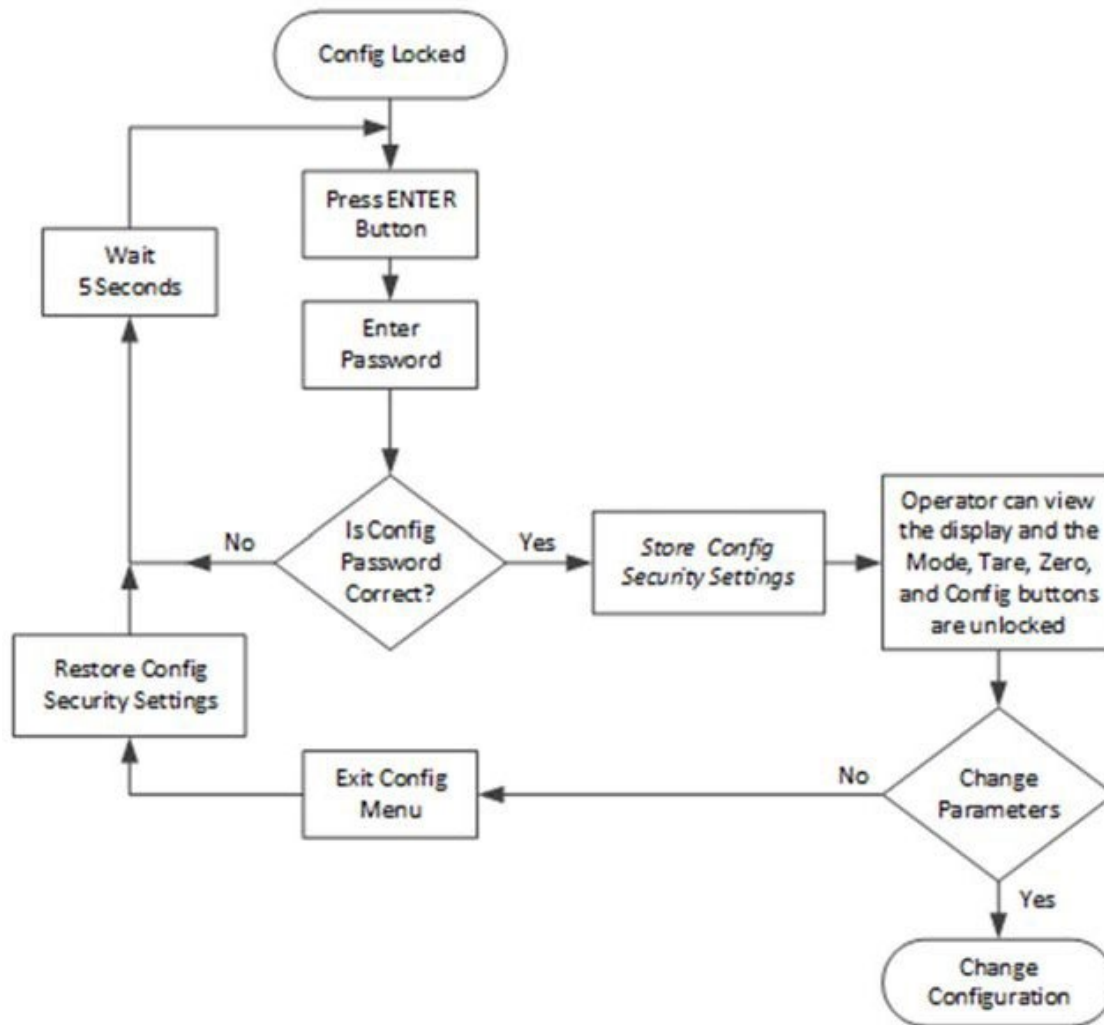 Config Locked
Press ENTER
Button
Wait
5 Seconds
Enter
Password
Is Config
Password
Correct?
No
Yes
Store Config
Security Settings
Operator can view
the display and the
Mode, Tare, Zero,
and Config buttons
are unlocked
Restore Config
Security Settings
Exit Config
Menu
No
Change
Parameters
Yes
Change
Configuration